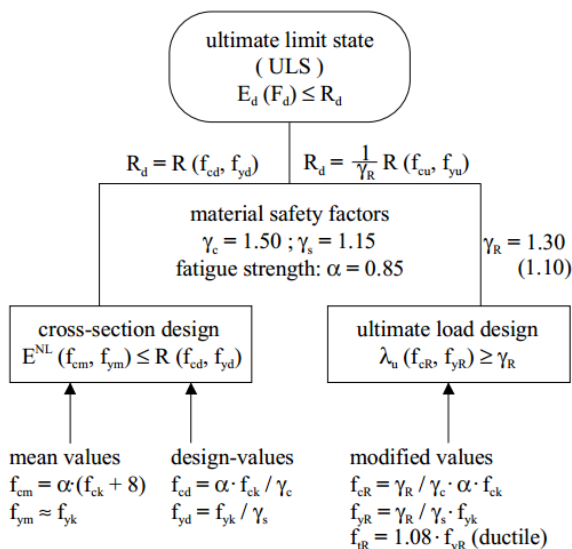 ultimate limit state
( ULS )
E_d (F_d) ≤ R_d
R_d = R (f_cd, f_yd)
R_d = 1/γ_R R (f_cu, f_yu)
material safety factors
γ_c = 1.50 ; γ_s = 1.15
fatigue strength: α = 0.85
γ_R = 1.30
(1.10)
cross-section design
E^NL (f_cm, f_ym) ≤ R (f_cd, f_yd)
ultimate load design
λ_u (f_cR, f_yR) ≥ γ_R
mean values
f_cm = α·(f_ck + 8)
f_ym ≈ f_yk
design-values
f_cd = α· f_ck / γ_c
f_yd = f_yk / γ_s
modified values
f_cR = γ_R / γ_c· α· f_ck
f_yR = γ_R / γ_s· f_yk
f_tR = 1.08· f_yR (ductile)